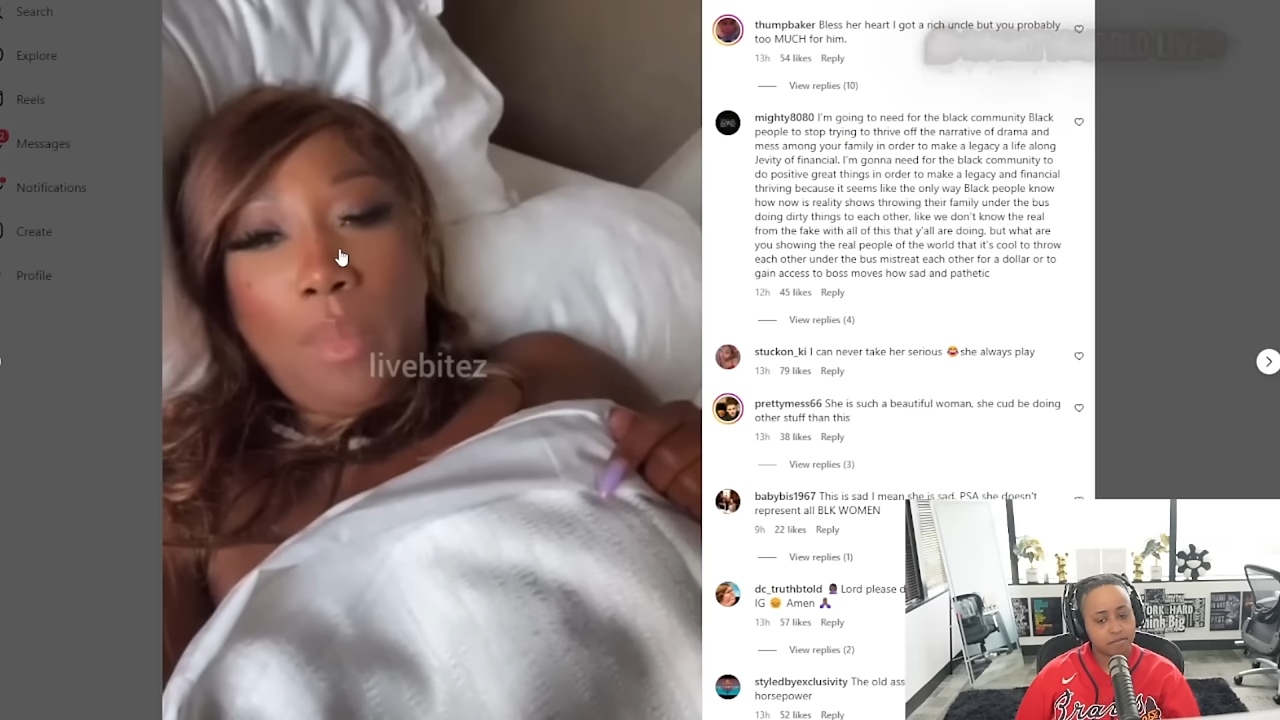 Search
Explore
Reels
Messages
Notifications
Create
Profile
livebitez
thumpbaker Bless her heart I got a rich uncle but you probably
too MUCH for him.
13h 54 likes Reply
View replies (10)
mighty8080 I'm going to need for the black community Black
people to stop trying to thrive off the narrative of drama and
mess among your family in order to make a legacy a life along
Jevity of financial. I'm gonna need for the black community to
do positive great things in order to make a legacy and financial
thriving because it seems like the only way Black people know
how now is reality shows throwing their family under the bus
doing dirty things to each other, like we don't know the real
from the fake with all of this that y'all are doing, but what are
you showing the real people of the world that it's cool to throw
each other under the bus mistreat each other for a dollar or to
gain access to boss moves how sad and pathetic
12h 45 likes Reply
View replies (4)
stuckon_ki I can never take her serious 😂she always play
13h 79 likes Reply
prettymess66 She is such a beautiful woman, she cud be doing
other stuff than this
13h 38 likes Reply
View replies (3)
babybis1967 This is sad I mean she is sad. PSA she doesn't
represent all BLK WOMEN
9h 22 likes Reply
View replies (1)
dc_truthbtold Lord please
IG Amen
13h 57 likes Reply
View replies (2)
styledbyexclusivity The old ass
horsepower
13h 52 likes Reply
WORK HARD
Think Big
Braves